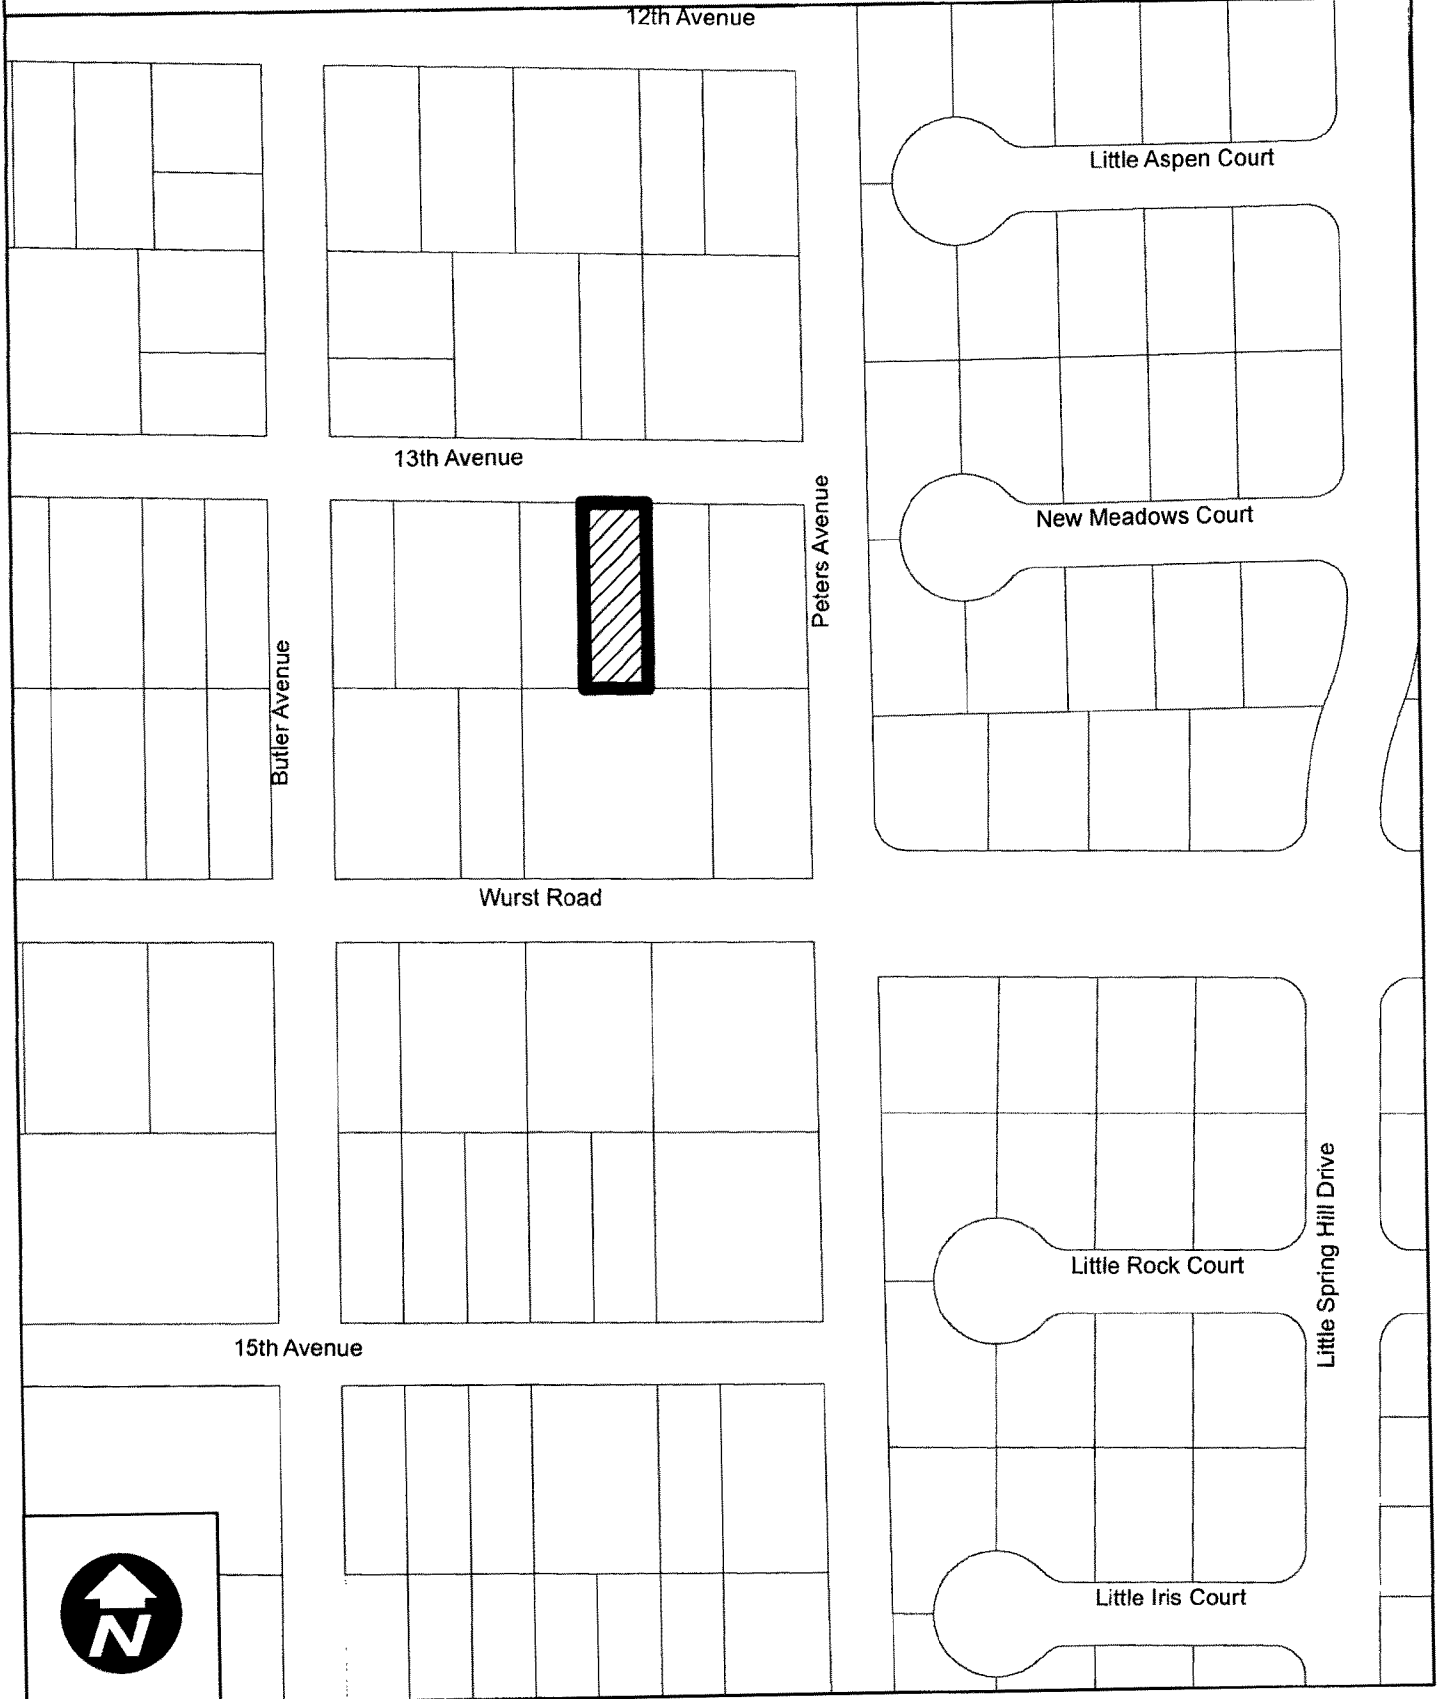 12th Avenue
Little Aspen Court
13th Avenue
Peters Avenue
New Meadows Court
Butler Avenue
Wurst Road
Little Spring Hill Drive
Little Rock Court
15th Avenue
Little Iris Court
N